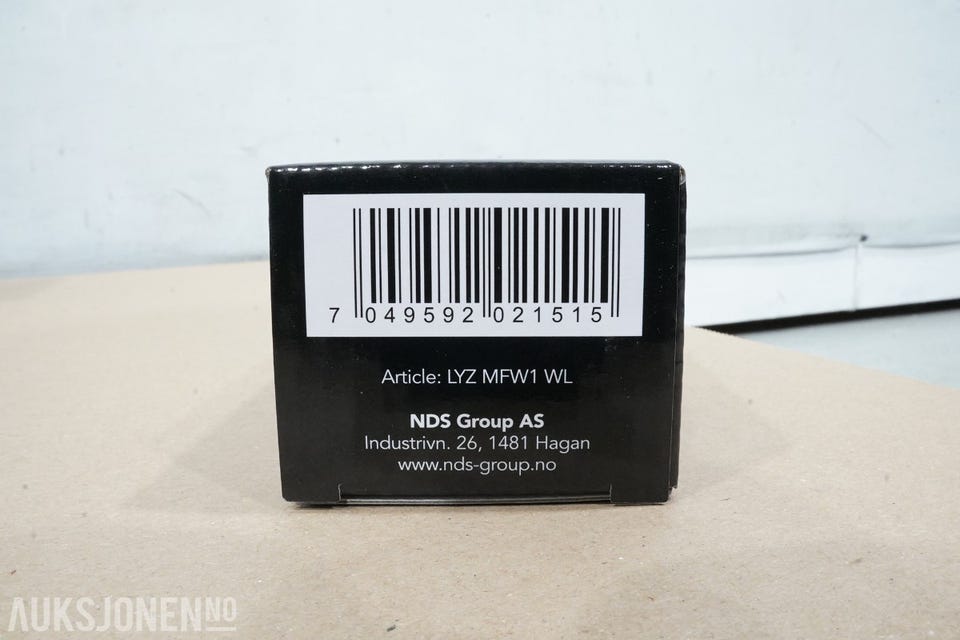 7 049592 021515
Article: LYZ MFW1 WL
NDS Group AS
Industrivn. 26, 1481 Hagan
www.nds-group.no
AUKSJONEN.NO